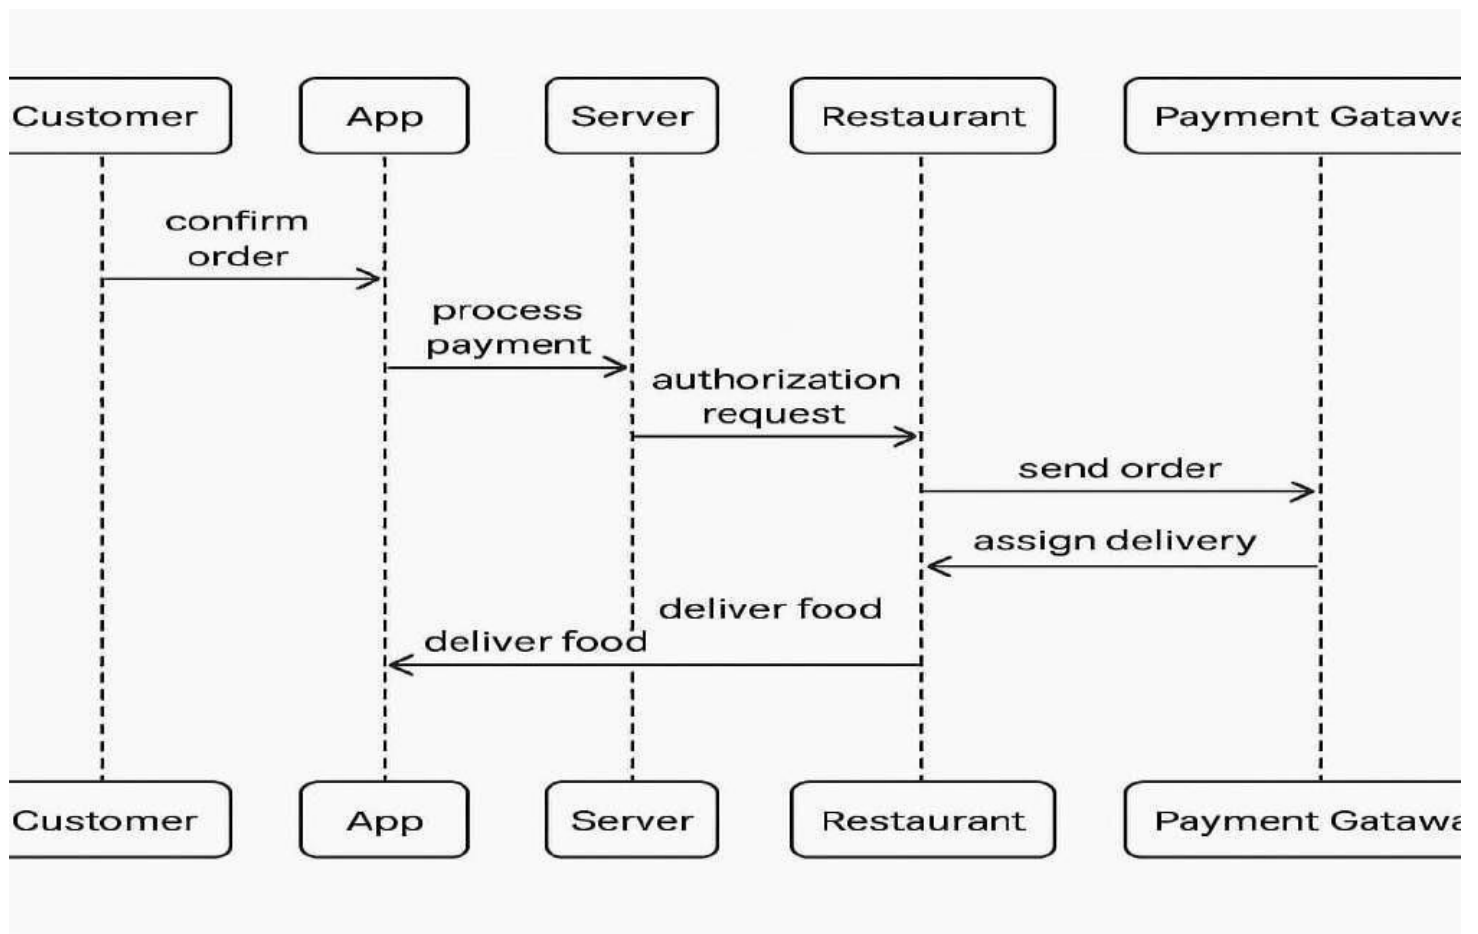 Customer
App
Server
Restaurant
Payment Gatawa
confirm
order
process
payment
authorization
request
send order
assign delivery
deliver food
deliver food
Customer
App
Server
Restaurant
Payment Gatawa